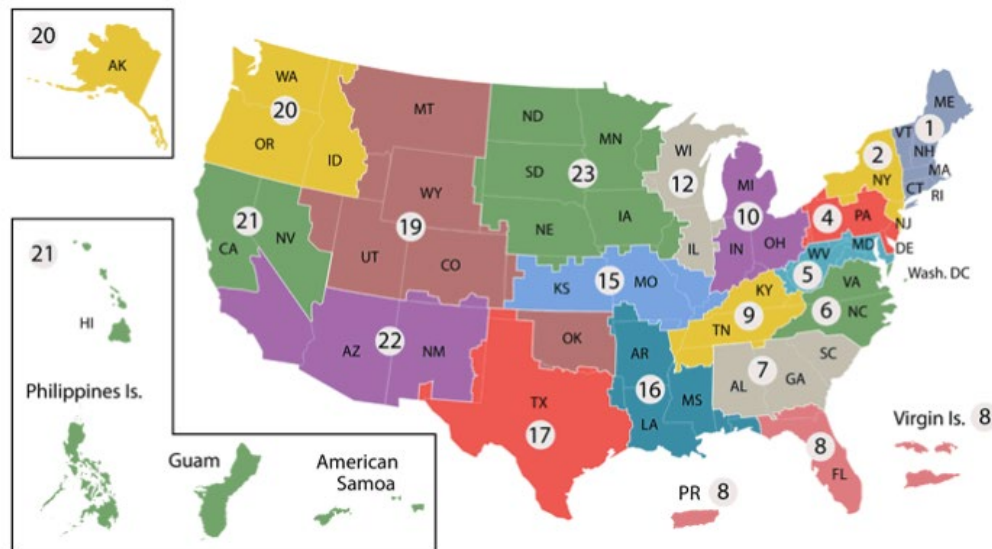 20
AK
WA
20
OR
ID
MT
WY
19
UT
CO
ND
MN
SD
23
NE
IA
WI
12
IL
MI
10
IN
OH
ME
1
VT
NH
MA
CT
RI
2
NY
NJ
4
PA
DE
WV
MD
5
Wash. DC
VA
6
NC
KY
9
TN
15
KS
MO
21
CA
NV
22
AZ
NM
OK
AR
16
MS
LA
TX
17
7
SC
AL
GA
8
FL
Virgin Is. 8
PR 8
21
HI
Philippines Is.
Guam
American
Samoa